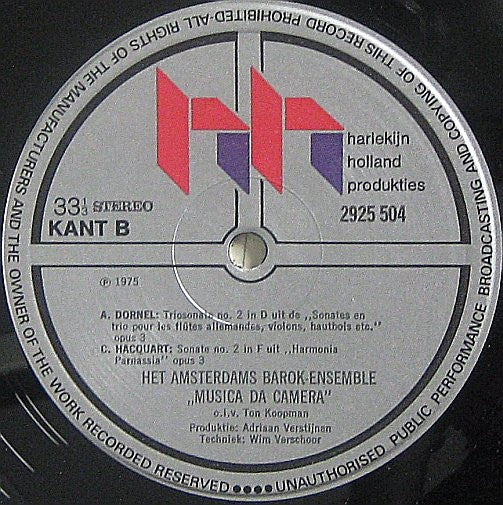 ALL RIGHTS OF THE MANUFACTURERS AND THE OWNER OF THE WORK RECORDED RESERVED •••• UNAUTHORISED PUBLIC PERFORMANCE BROADCASTING AND COPYING OF THIS RECORD PROHIBITED-
hh
harlekijn
holland
produkties
33⅓ STEREO
2925 504
KANT B
℗ 1975
A. DORNEL: Triosonate no. 2 in D uit de „Sonates en
trio pour les flûtes allemandes, violons, hautbois etc."
opus 3
C. HACQUART: Sonate no. 2 in F uit „Harmonia
Parnassia" opus 3
HET AMSTERDAMS BAROK-ENSEMBLE
„MUSICA DA CAMERA"
o.l.v. Ton Koopman
Produktie: Adriaan Verstijnen
Techniek: Wim Verschoor